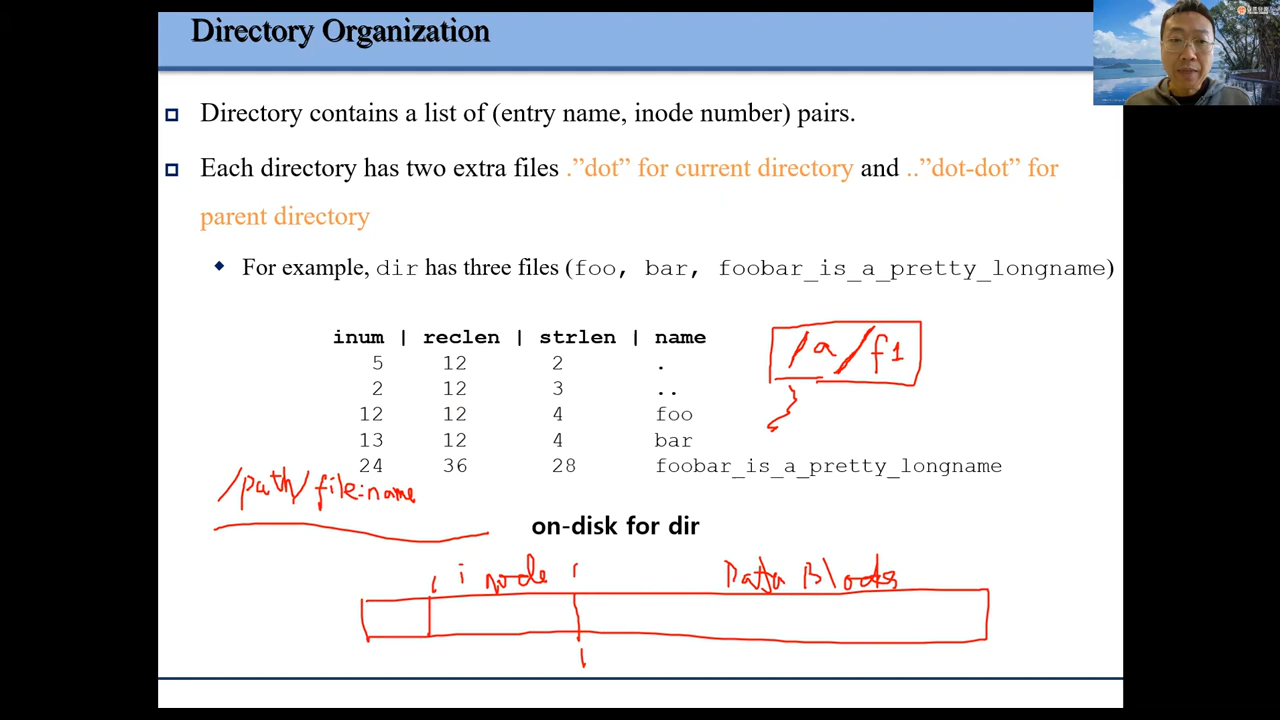 Directory Organization
Directory contains a list of (entry name, inode number) pairs.
Each directory has two extra files .”dot” for current directory and ..”dot-dot” for
parent directory
For example, dir has three files (foo, bar, foobar_is_a_pretty_longname)
inum | reclen | strlen | name
5 12 2 .
2 12 3 ..
12 12 4 foo
13 12 4 bar
24 36 28 foobar_is_a_pretty_longname
/a/f1
/path/filename
on-disk for dir
inode
Data Blocks